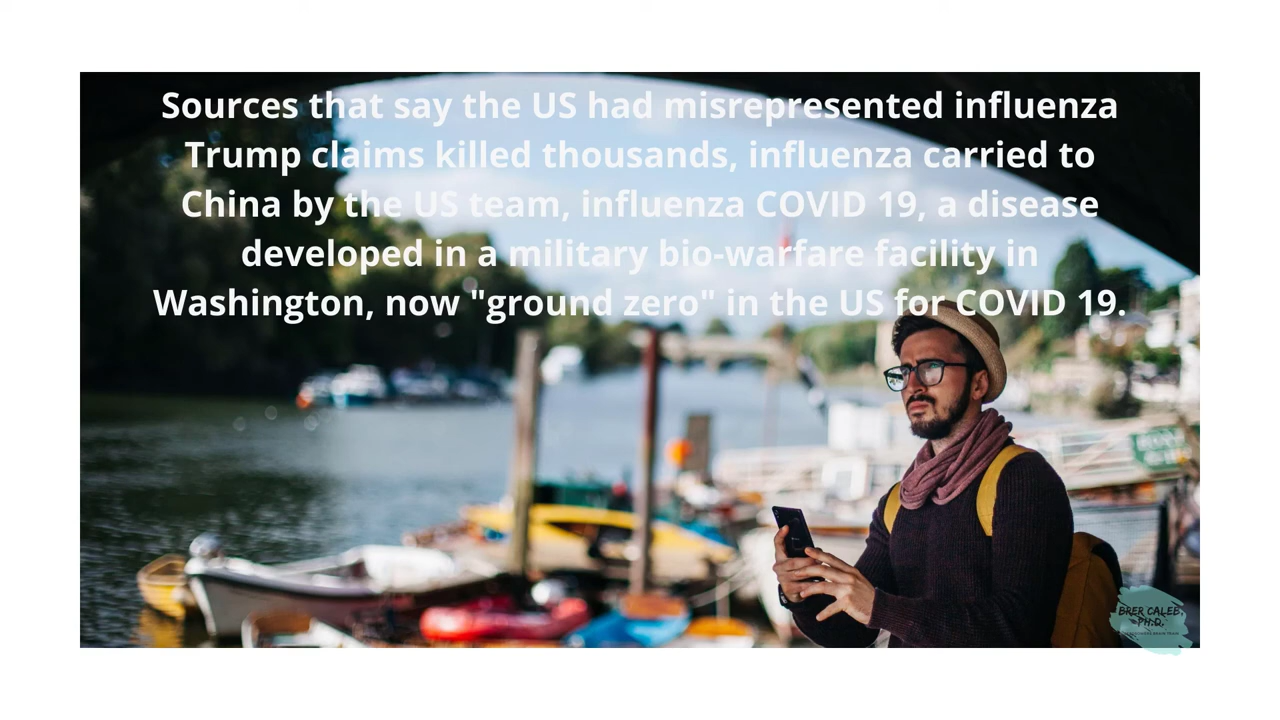 Sources that say the US had misrepresented influenza
Trump claims killed thousands, influenza carried to
China by the US team, influenza COVID 19, a disease
developed in a military bio-warfare facility in
Washington, now "ground zero" in the US for COVID 19.
BRER CALEB,
PH.D.